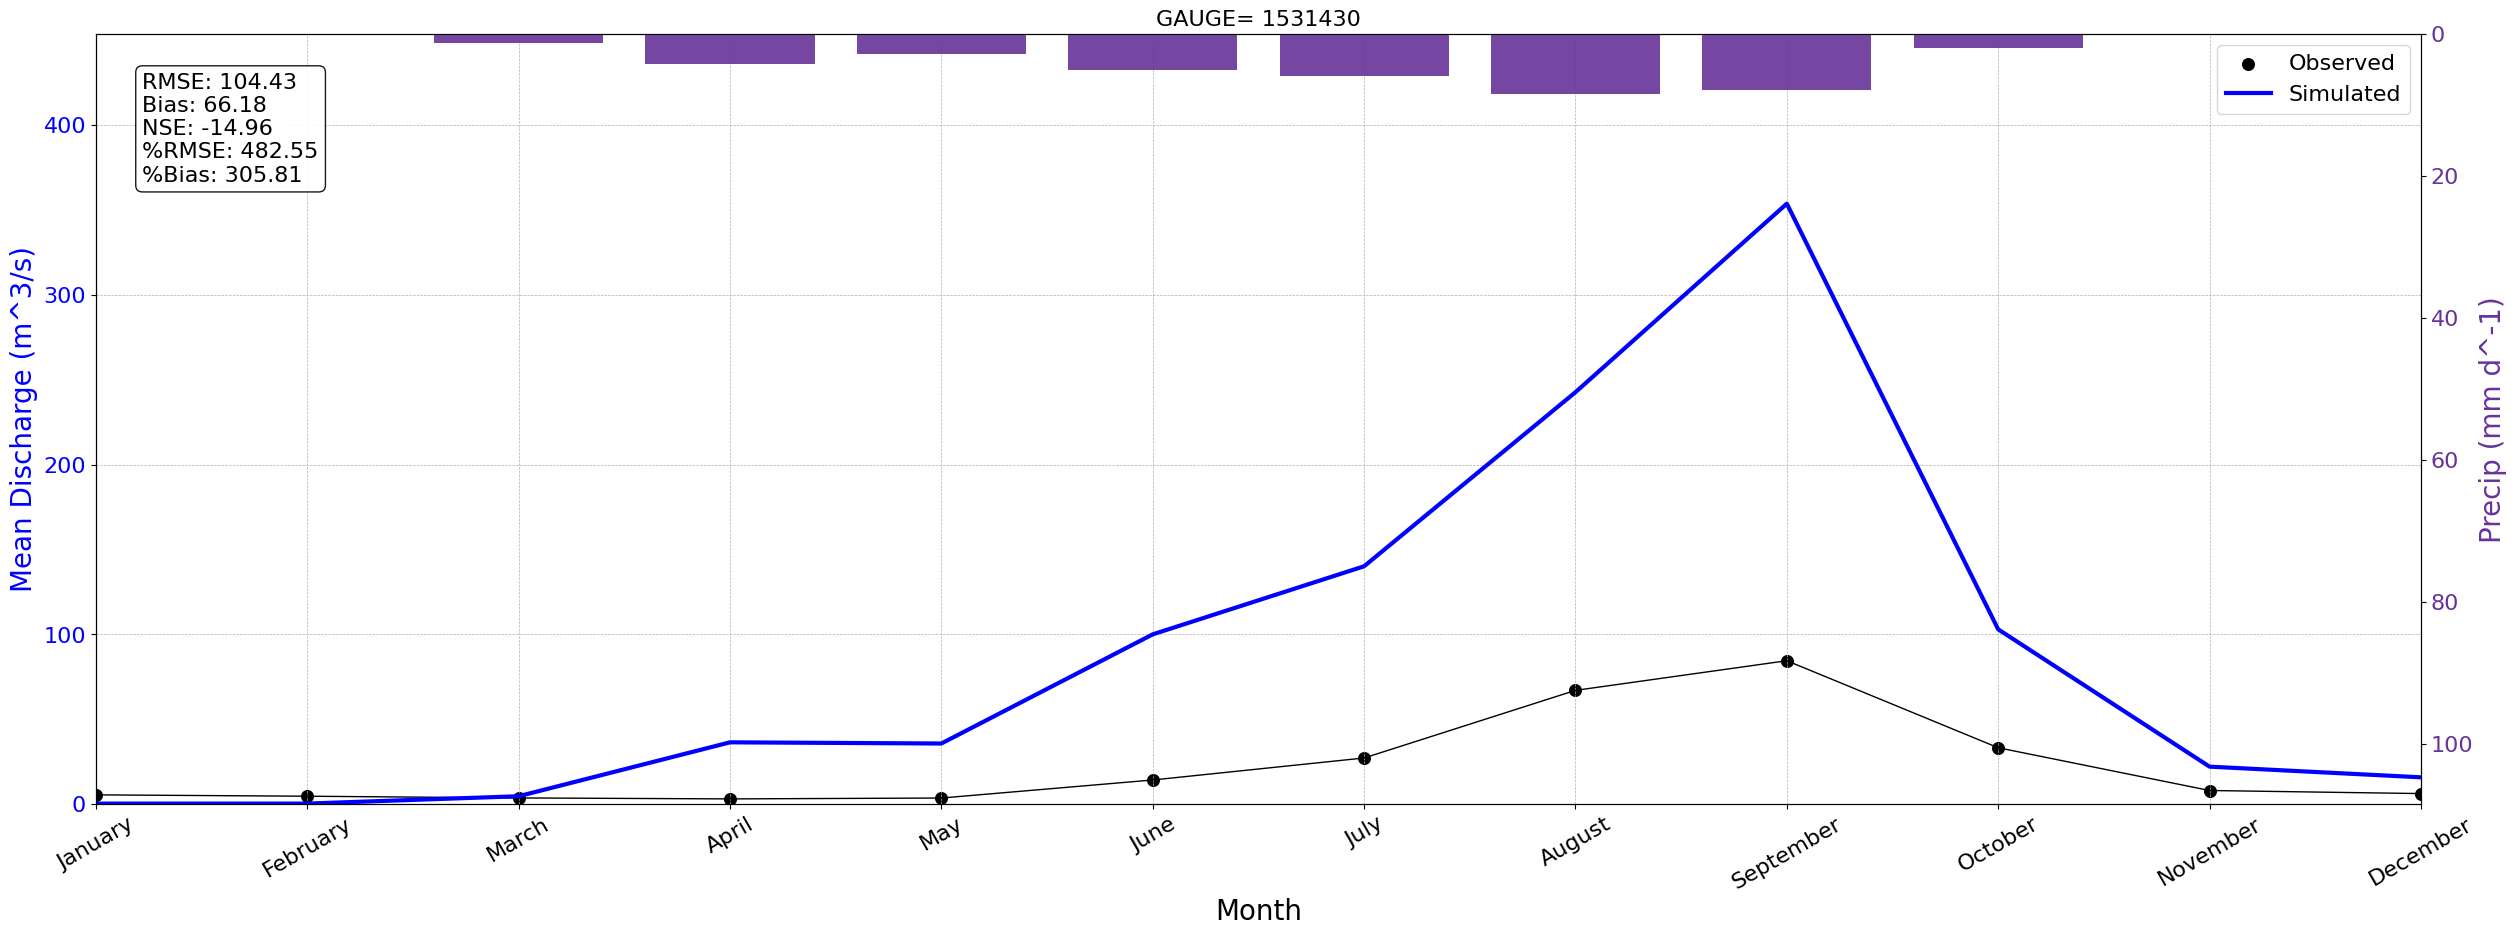 GAUGE= 1531430
RMSE: 104.43
Bias: 66.18
NSE: -14.96
%RMSE: 482.55
%Bias: 305.81
Observed
Simulated
Mean Discharge (m^3/s)
400
300
200
100
0
0
20
40
60
80
100
Precip (mm d^-1)
January
February
March
April
May
June
July
August
September
October
November
December
Month